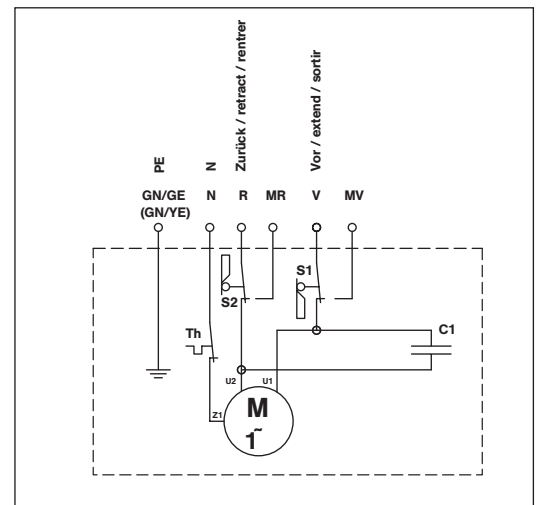 PE
N
Zurück / retract / rentrer
Vor / extend / sortir
GN/GE N R MR V MV
(GN/YE)
S1
S2
Th
C1
U2 U1
Z1
M
1~